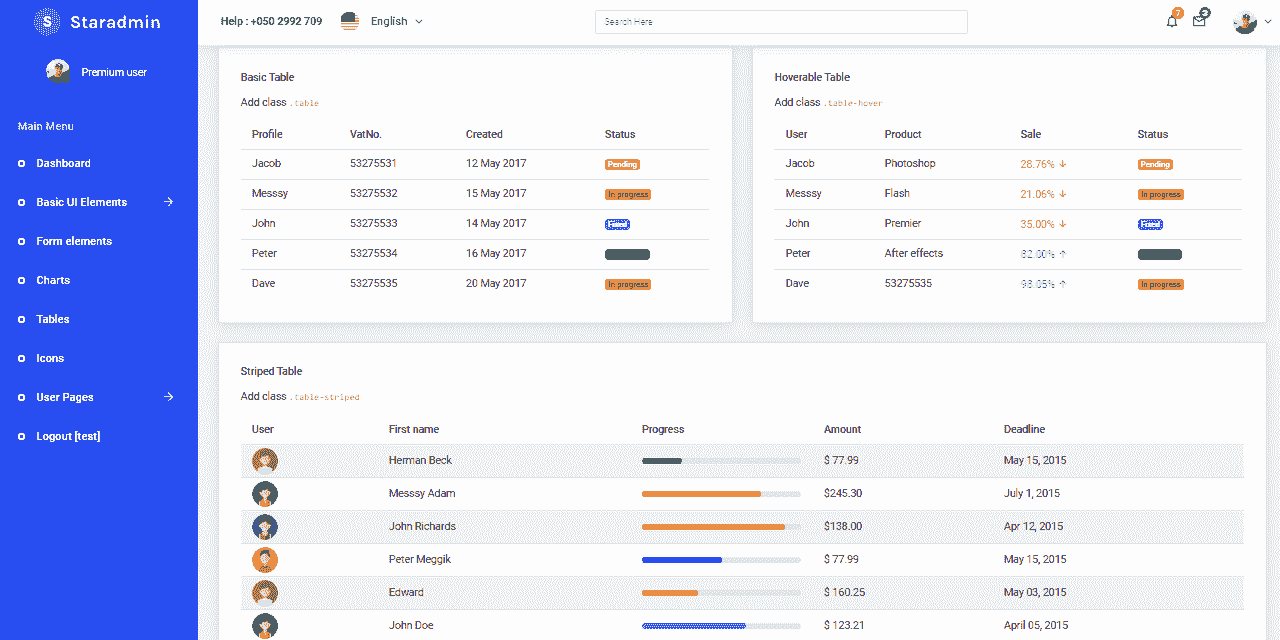 S Staradmin
Help : +050 2992 709 English Search Here 7 3
Premium user
Main Menu
Dashboard
Basic UI Elements
Form elements
Charts
Tables
Icons
User Pages
Logout [test]
Basic Table
Add class .table
Profile VatNo. Created Status
Jacob 53275531 12 May 2017 Pending
Messsy 53275532 15 May 2017 In progress
John 53275533 14 May 2017
Peter 53275534 16 May 2017
Dave 53275535 20 May 2017 In progress
Hoverable Table
Add class .table-hover
User Product Sale Status
Jacob Photoshop 28.76% ↓ Pending
Messsy Flash 21.06% ↓ In progress
John Premier 35.00% ↓
Peter After effects 82.00% ↑
Dave 53275535 98.05% ↑ In progress
Striped Table
Add class .table-striped
User First name Progress Amount Deadline
Herman Beck $ 77.99 May 15, 2015
Messsy Adam $245.30 July 1, 2015
John Richards $138.00 Apr 12, 2015
Peter Meggik $ 77.99 May 15, 2015
Edward $ 160.25 May 03, 2015
John Doe $ 123.21 April 05, 2015